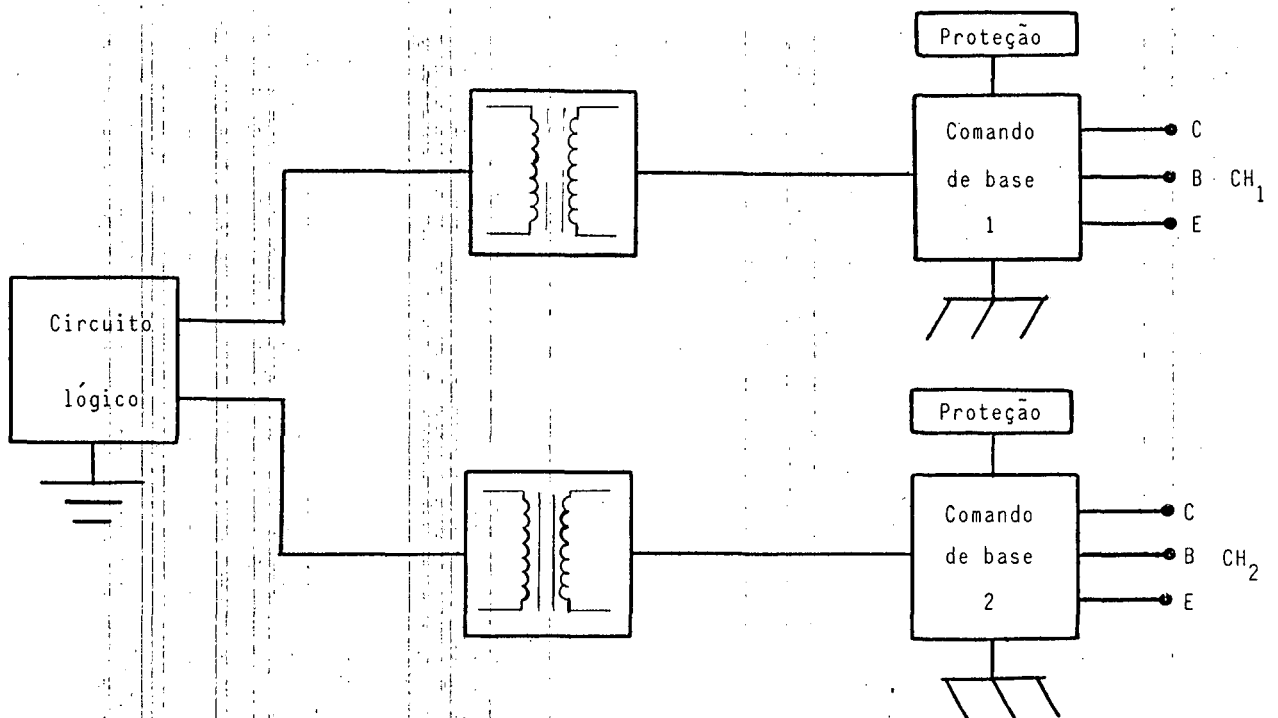 Proteção
Comando
de base
1
C
B CH₁
E
Circuito
lógico
Proteção
Comando
de base
2
C
B CH₂
E